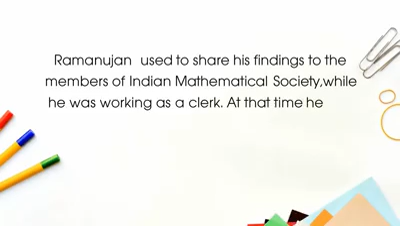 Ramanujan used to share his findings to the
members of Indian Mathematical Society,while
he was working as a clerk. At that time he